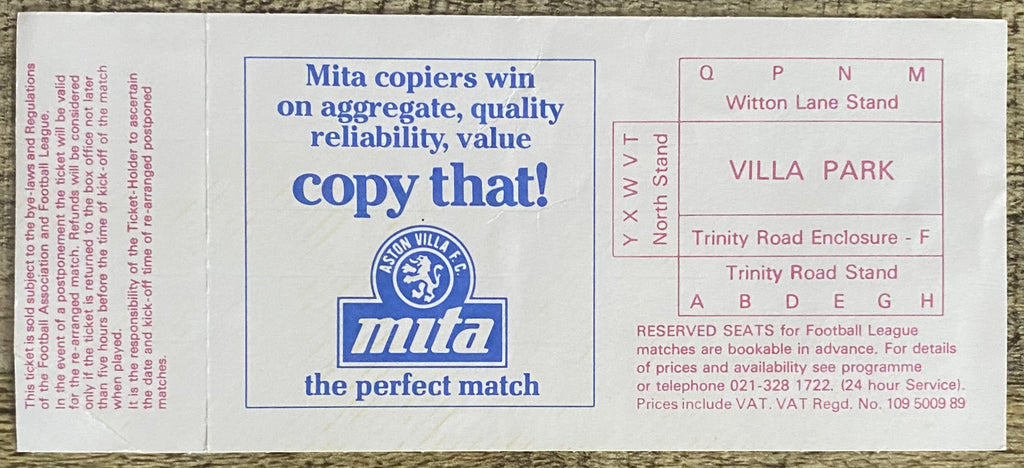 This ticket is sold subject to the bye-laws and Regulations
of the Football Association and Football League.
In the event of a postponement the ticket will be valid
for the re-arranged match. Refunds will be considered
only if the ticket is returned to the box office not later
than five hours before the time of kick-off of the match
when played.
It is the responsibility of the Ticket-Holder to ascertain
the date and kick-off time of re-arranged postponed
matches.
Mita copiers win
on aggregate, quality
reliability, value
copy that!
ASTON VILLA F.C.
mita
the perfect match
Q P N M
Witton Lane Stand
Y X W V T
North Stand
VILLA PARK
Trinity Road Enclosure - F
Trinity Road Stand
A B D E G H
RESERVED SEATS for Football League
matches are bookable in advance. For details
of prices and availability see programme
or telephone 021-328 1722. (24 hour Service).
Prices include VAT. VAT Regd. No. 109 5009 89